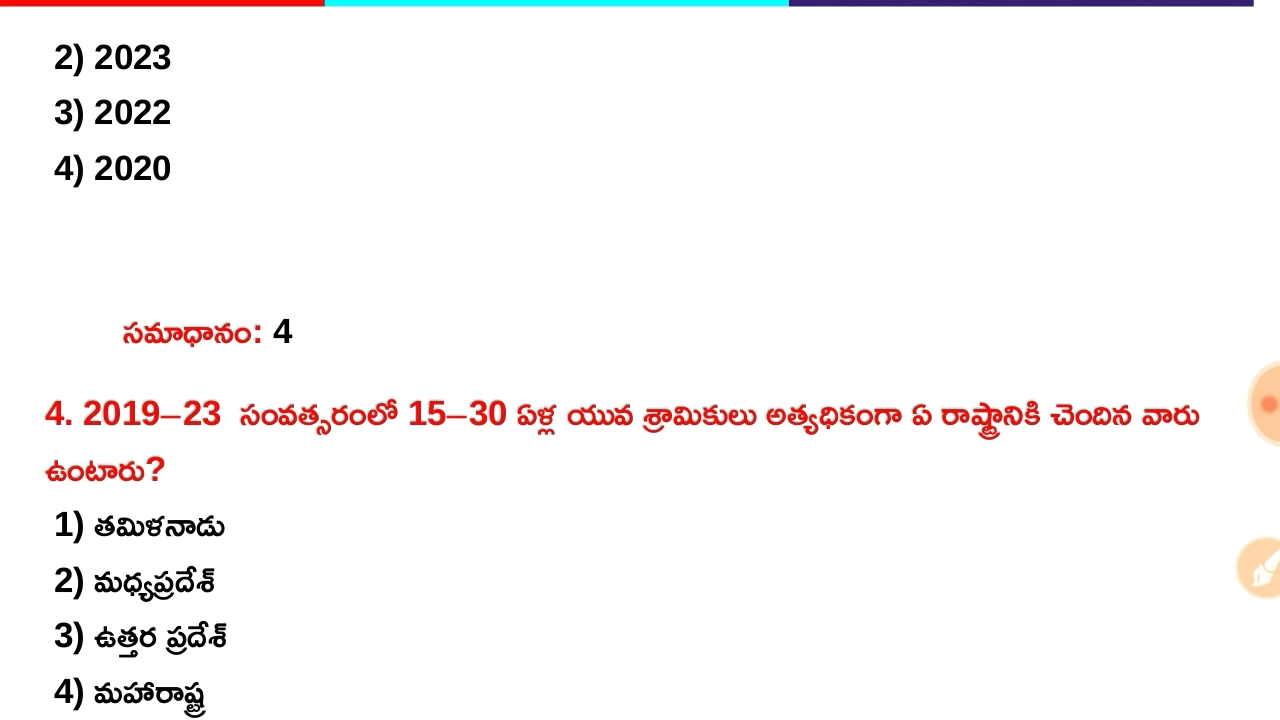 2) 2023
3) 2022
4) 2020
సమాధానం: 4
4. 2019–23 సంవత్సరంలో 15–30 ఏళ్ల యువ శ్రామికులు అత్యధికంగా ఏ రాష్ట్రానికి చెందిన వారు
ఉంటారు?
1) తమిళనాడు
2) మధ్యప్రదేశ్
3) ఉత్తర ప్రదేశ్
4) మహారాష్ట్ర